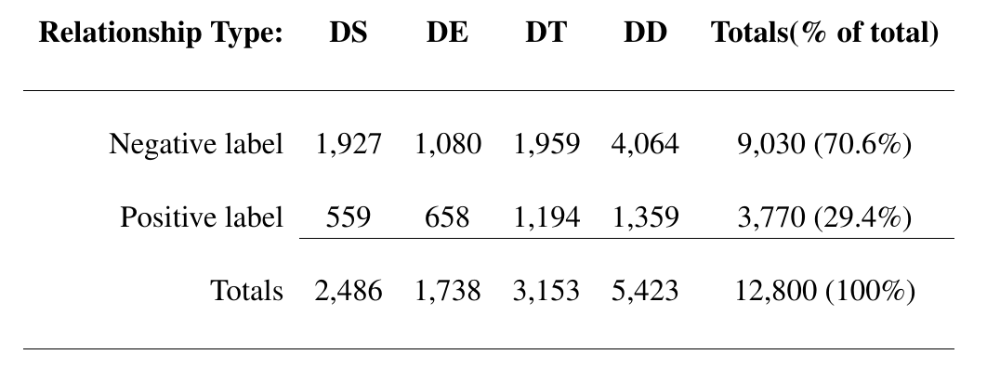 Relationship Type: DS DE DT DD Totals(% of total)
Negative label 1,927 1,080 1,959 4,064 9,030 (70.6%)
Positive label 559 658 1,194 1,359 3,770 (29.4%)
Totals 2,486 1,738 3,153 5,423 12,800 (100%)